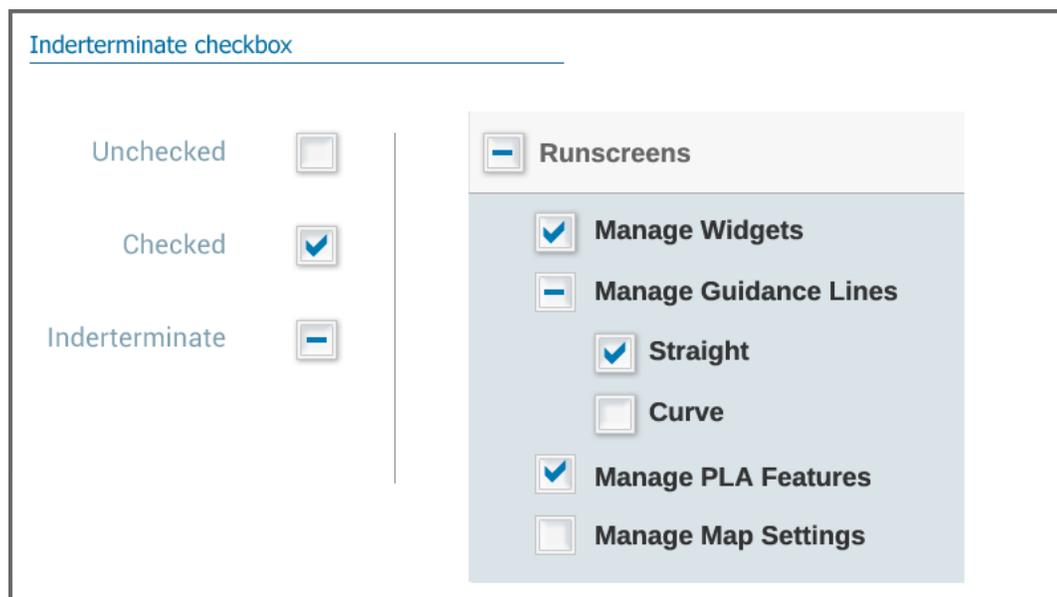 Inderterminate checkbox
Unchecked
Checked
Inderterminate
Runscreens
Manage Widgets
Manage Guidance Lines
Straight
Curve
Manage PLA Features
Manage Map Settings